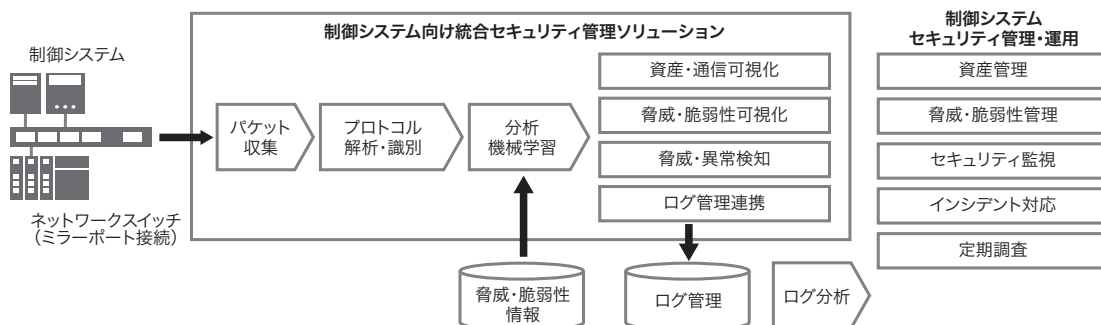 制御システム
ネットワークスイッチ
(ミラーポート接続)
制御システム向け統合セキュリティ管理ソリューション
パケット
収集
プロトコル
解析・識別
分析
機械学習
資産・通信可視化
脅威・脆弱性可視化
脅威・異常検知
ログ管理連携
脅威・脆弱性
情報
ログ管理
ログ分析
制御システム
セキュリティ管理・運用
資産管理
脅威・脆弱性管理
セキュリティ監視
インシデント対応
定期調査